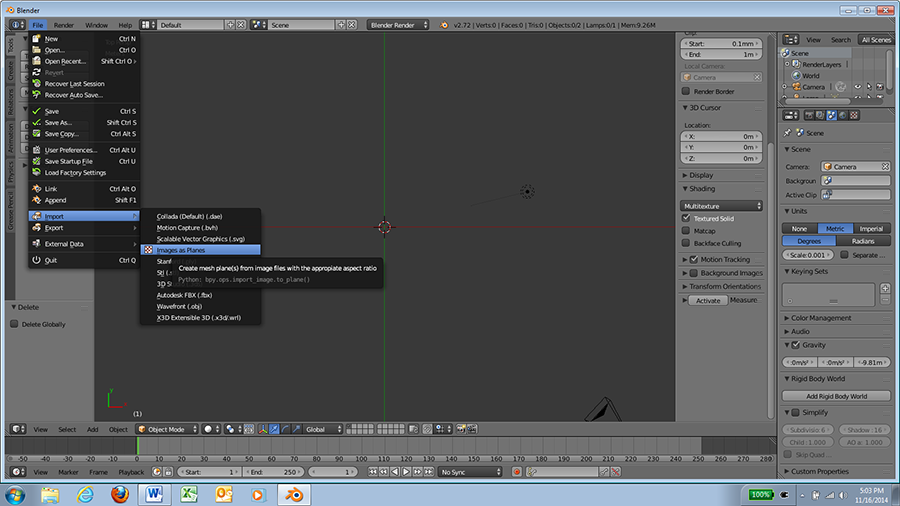 Blender
File Render Window Help Default Scene Blender Render v2.72 | Verts:0 | Faces:0 | Tris:0 | Objects:0/2 | Lamps:0/1 | Mem:9.26M
New Ctrl N
Open... Ctrl O
Open Recent... Shift Ctrl O
Revert
Recover Last Session
Recover Auto Save...
Save Ctrl S
Save As... Shift Ctrl S
Save Copy... Ctrl Alt S
User Preferences... Ctrl Alt U
Save Startup File Ctrl U
Load Factory Settings
Link Ctrl Alt O
Append Shift F1
Import
Export
External Data
Quit Ctrl Q
Collada (Default) (.dae)
Motion Capture (.bvh)
Scalable Vector Graphics (.svg)
Images as Planes
Create mesh plane(s) from image files with the appropiate aspect ratio
Python: bpy.ops.import_image.to_plane()
Autodesk FBX (.fbx)
Wavefront (.obj)
X3D Extensible 3D (.x3d/.wrl)
Tools
Create
Relations
Animation
Physics
Grease Pencil
Delete
Delete Globally
y
(1)
Start: 0.1mm
End: 1m
Local Camera:
Camera
Render Border
3D Cursor
Location:
X: 0m
Y: 0m
Z: 0m
Display
Shading
Multitexture
Textured Solid
Matcap
Backface Culling
Motion Tracking
Background Images
Transform Orientations
Activate Measure
View Search All Scenes
Scene
RenderLayers
World
Camera
Scene
Scene
Camera: Camera
Backgroun
Active Clip
Units
None Metric Imperial
Degrees Radians
Scale:0.001 Separate ...
Keying Sets
Color Management
Audio
Gravity
:0m/s² :0m/s² -9.81m
Rigid Body World
Add Rigid Body World
Simplify
Subdivisio: 6 Shadow :16
Child :1.000 AO a: 1.000
Skip Quad ...
Custom Properties
View Select Add Object Object Mode Global
-50 -40 -30 -20 -10 0 10 20 30 40 50 60 70 80 90 100 110 120 130 140 150 160 170 180 190 200 210 220 230 240 250 260 270 280
View Marker Frame Playback Start: 1 End: 250 1 No Sync
100% 5:03 PM
11/16/2014